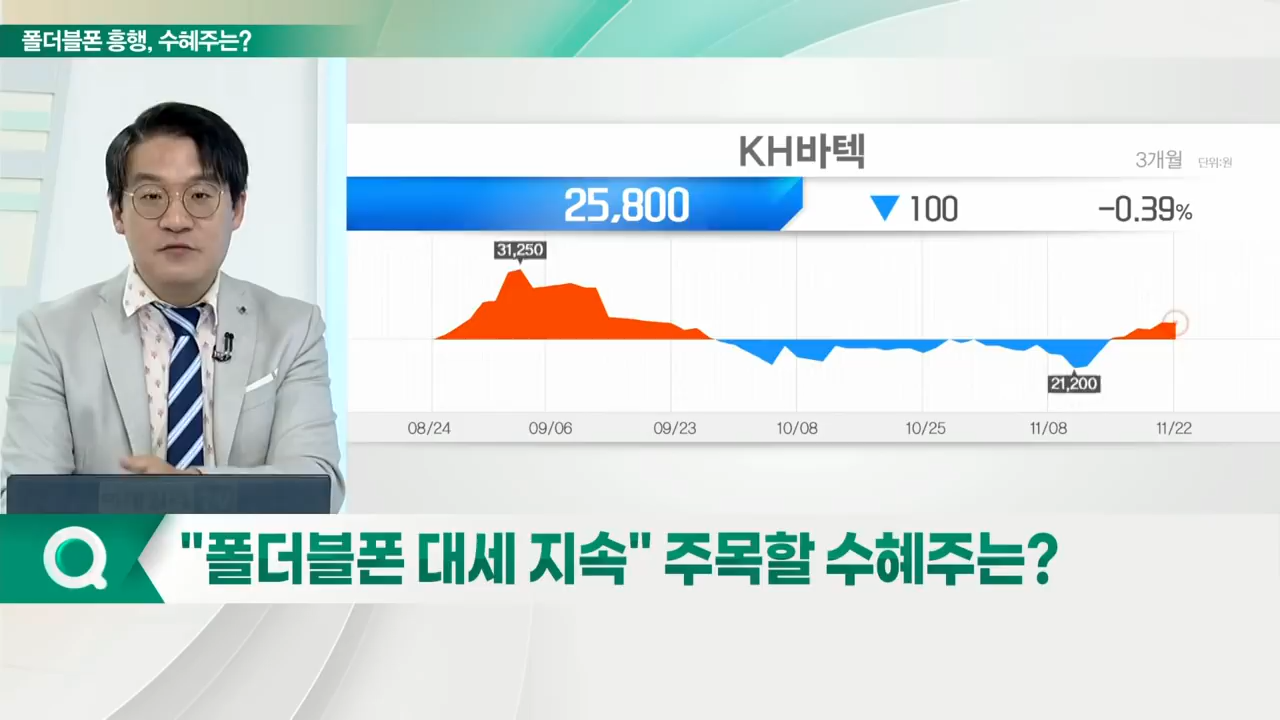 폴더블폰 흥행, 수혜주는?
KH바텍
3개월 단위:원
25,800 ▼ 100 -0.39%
31,250
21,200
08/24 09/06 09/23 10/08 10/25 11/08 11/22
Q "폴더블폰 대세 지속" 주목할 수혜주는?